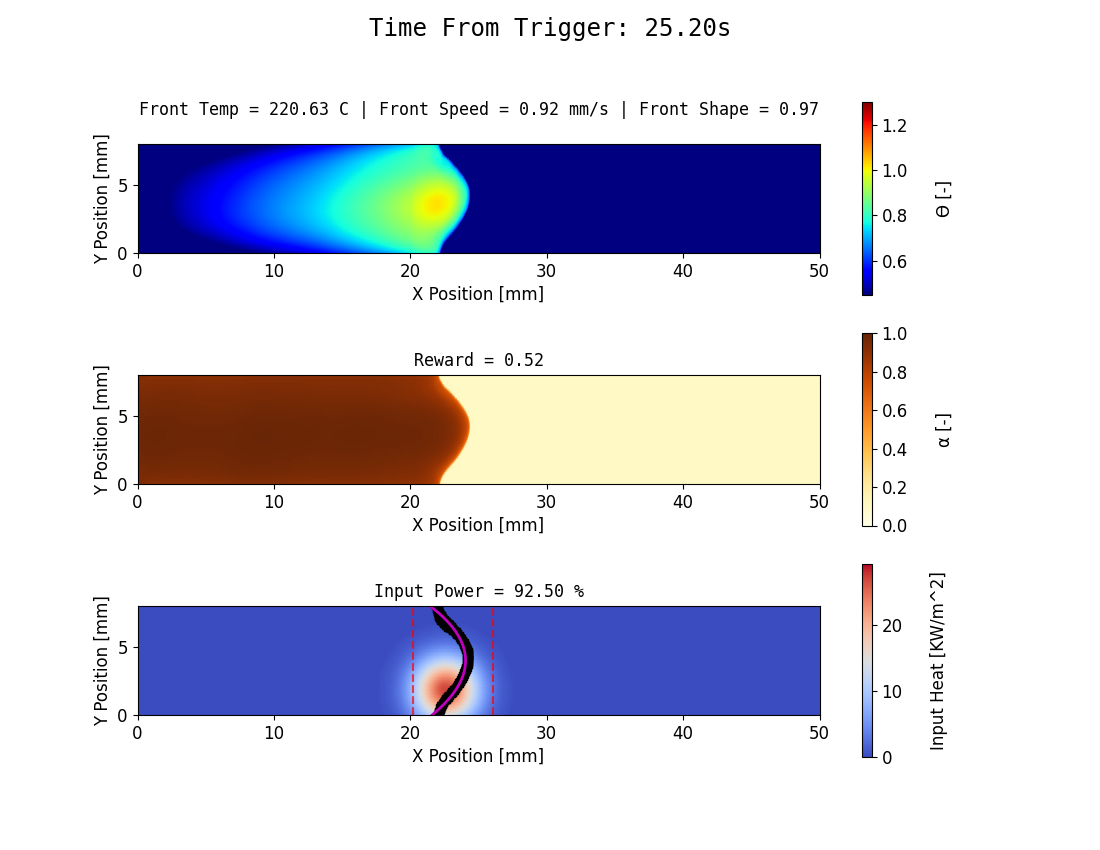 Time From Trigger: 25.20s
Front Temp = 220.63 C | Front Speed = 0.92 mm/s | Front Shape = 0.97
Y Position [mm]
5
0
0 10 20 30 40 50
X Position [mm]
1.2
1.0
0.8
0.6
Θ [-]
Reward = 0.52
Y Position [mm]
5
0
0 10 20 30 40 50
X Position [mm]
1.0
0.8
0.6
0.4
0.2
0.0
α [-]
Input Power = 92.50 %
Y Position [mm]
5
0
0 10 20 30 40 50
X Position [mm]
20
10
0
Input Heat [KW/m^2]